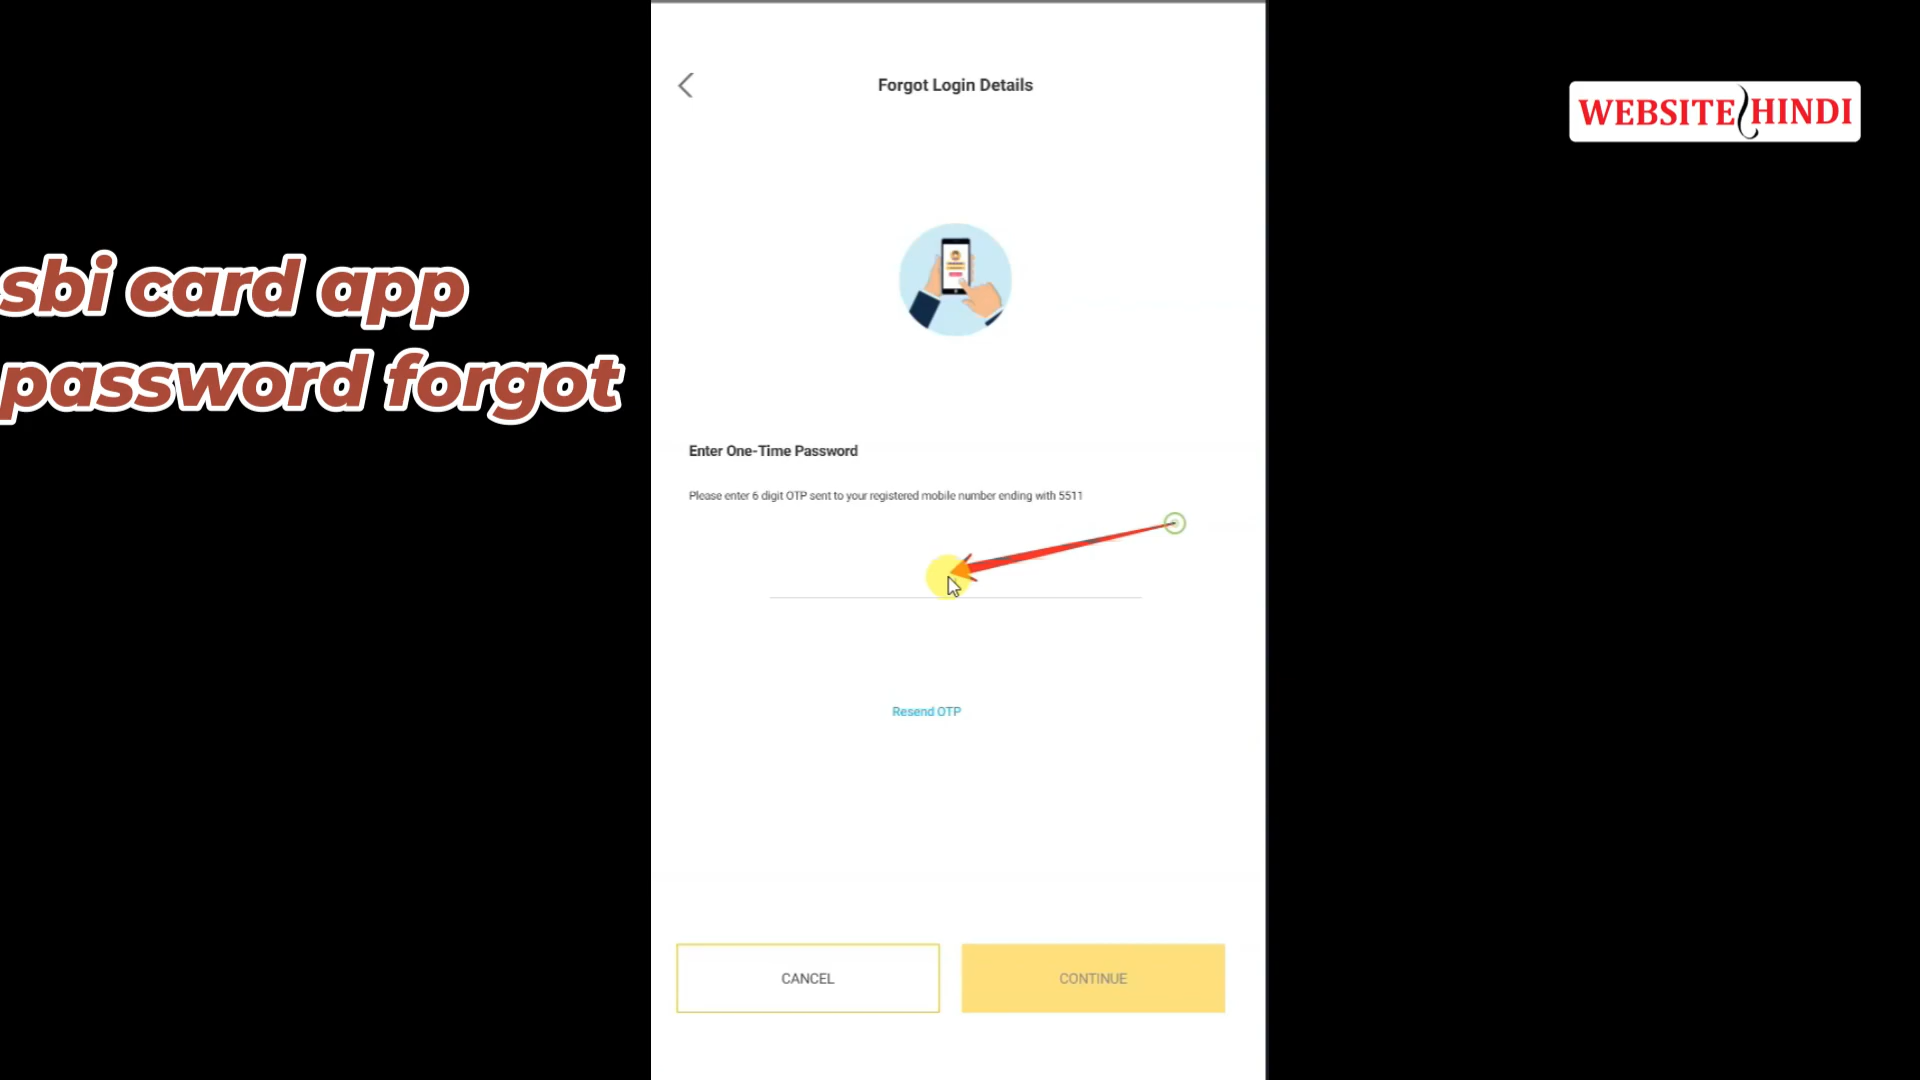 Forgot Login Details
WEBSITE HINDI
sbi card app
password forgot
Enter One-Time Password
Please enter 6 digit OTP sent to your registered mobile number ending with 5511
Resend OTP
CANCEL
CONTINUE